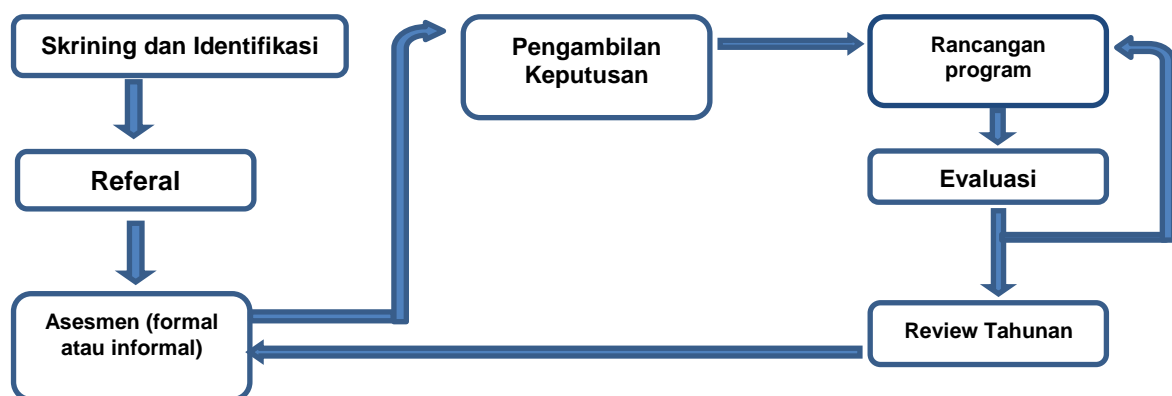 Skrining dan Identifikasi
Referal
Asesmen (formal
atau informal)
Pengambilan
Keputusan
Rancangan
program
Evaluasi
Review Tahunan